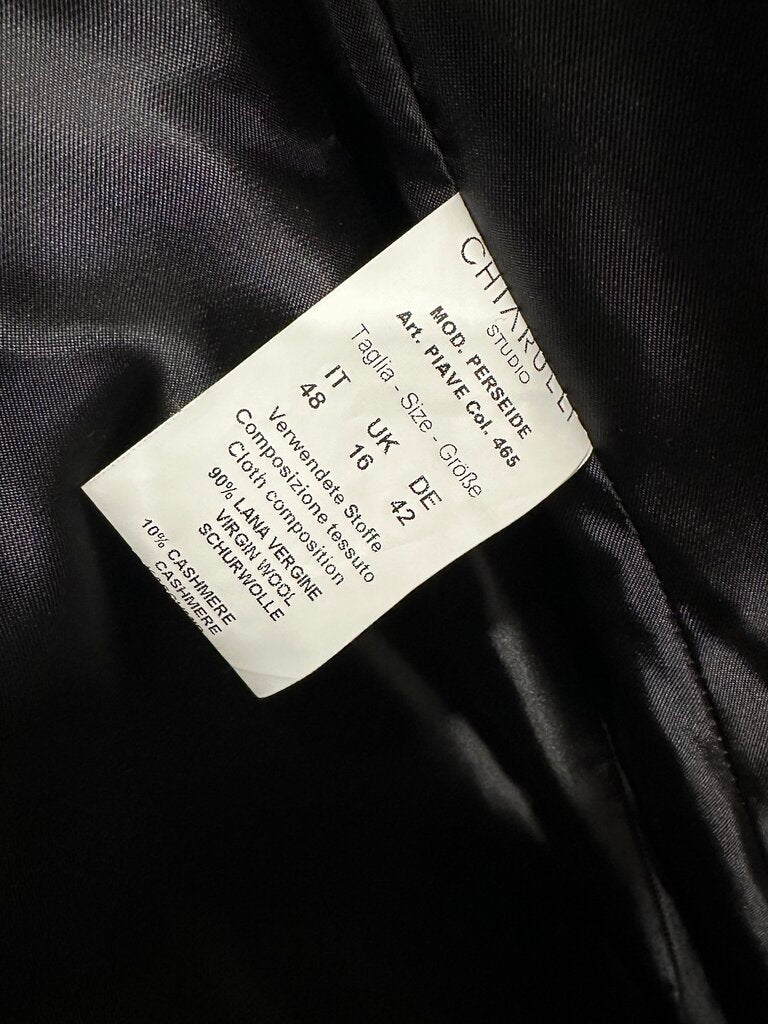 CHIARULLI
STUDIO
MOD. PERSEIDE
Art. PIAVE Col. 465
Taglia - Size - Größe
IT UK DE
48 16 42
Verwendete Stoffe
Composizione tessuto
Cloth composition
90% LANA VERGINE
VIRGIN WOOL
SCHURWOLLE
10% CASHMERE
CASHMERE